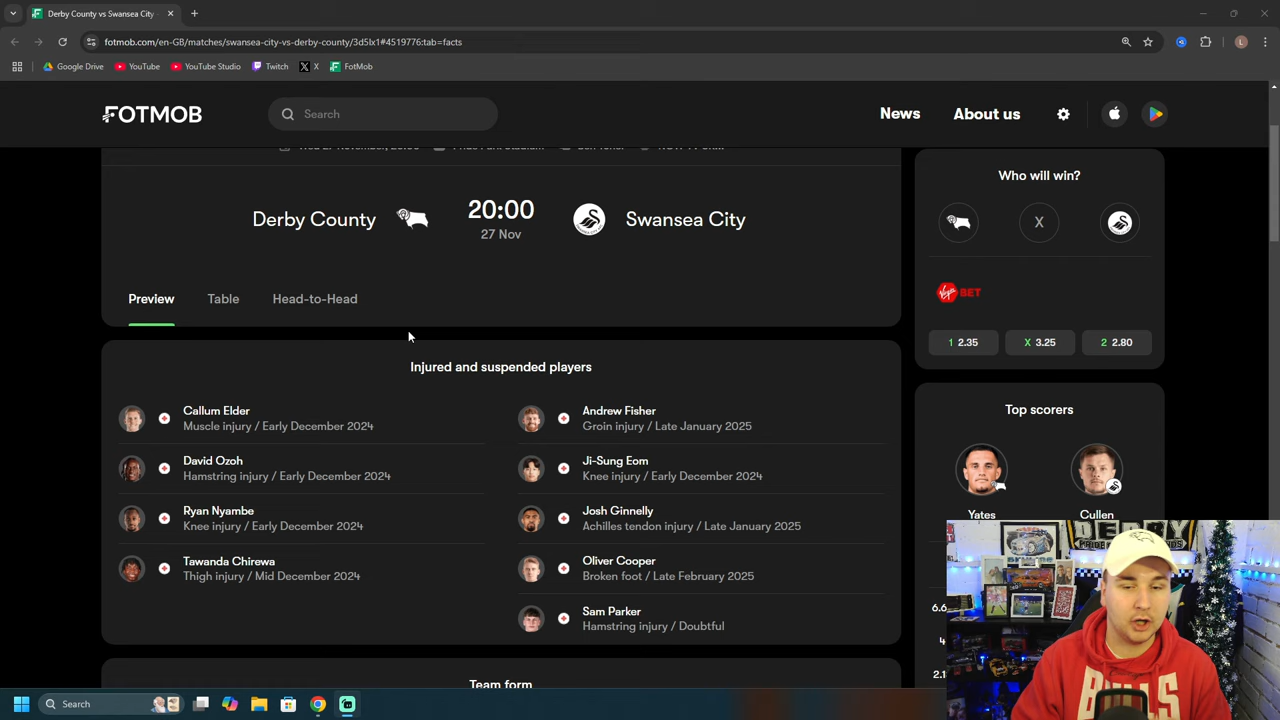 Derby County vs Swansea City
fotmob.com/en-GB/matches/swansea-city-vs-derby-county/3d5lx1#4519776:tab=facts
L
Google Drive
YouTube
YouTube Studio
Twitch
X
FotMob
FOTMOB
Search
News
About us
Derby County
20:00
27 Nov
Swansea City
Preview
Table
Head-to-Head
Injured and suspended players
Callum Elder
Muscle injury / Early December 2024
David Ozoh
Hamstring injury / Early December 2024
Ryan Nyambe
Knee injury / Early December 2024
Tawanda Chirewa
Thigh injury / Mid December 2024
Andrew Fisher
Groin injury / Late January 2025
Ji-Sung Eom
Knee injury / Early December 2024
Josh Ginnelly
Achilles tendon injury / Late January 2025
Oliver Cooper
Broken foot / Late February 2025
Sam Parker
Hamstring injury / Doubtful
Team form
Who will win?
X
Virgin BET
1 2.35
X 3.25
2 2.80
Top scorers
Yates
Cullen
DERBY
PRIDE
BULLS
Search